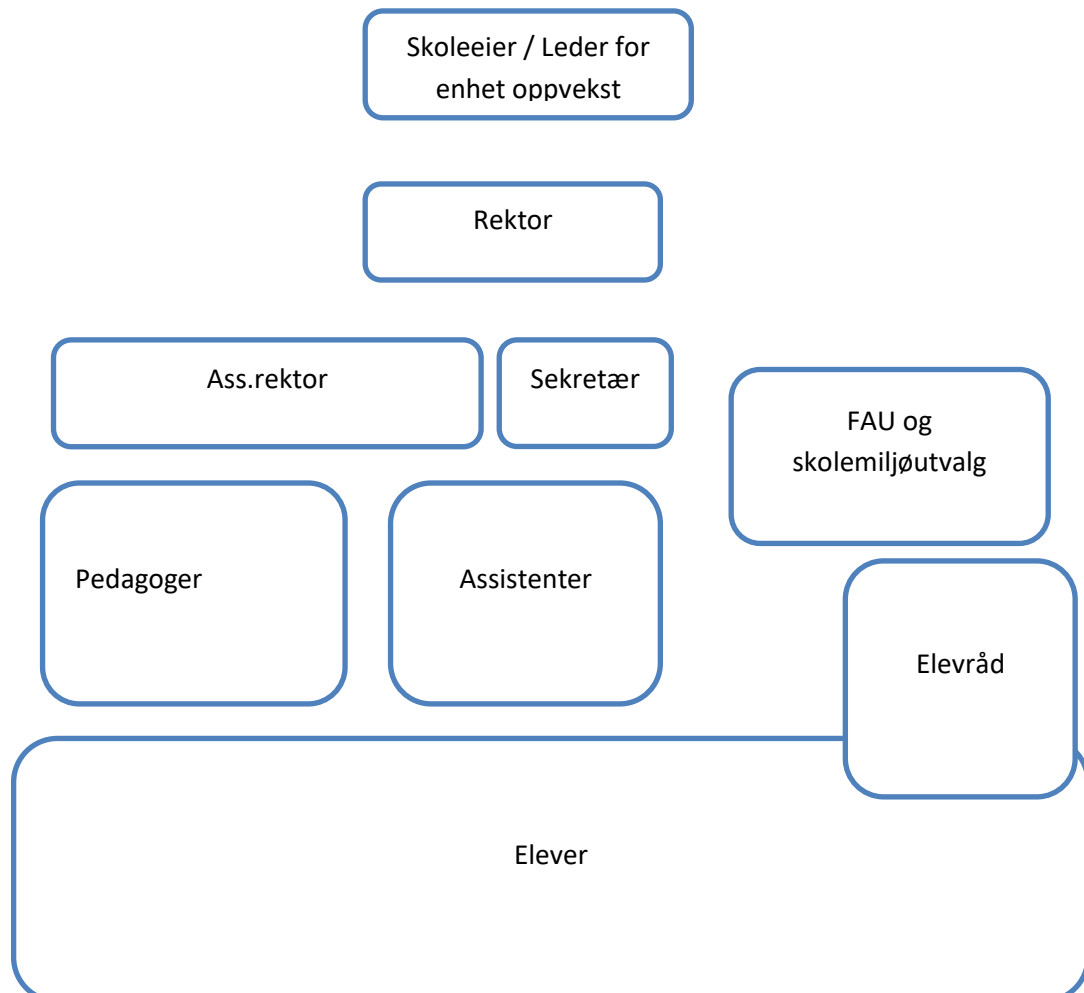 Skoleeier / Leder for
enhet oppvekst
Rektor
Ass.rektor
Sekretær
FAU og
skolemiljøutvalg
Pedagoger
Assistenter
Elevråd
Elever